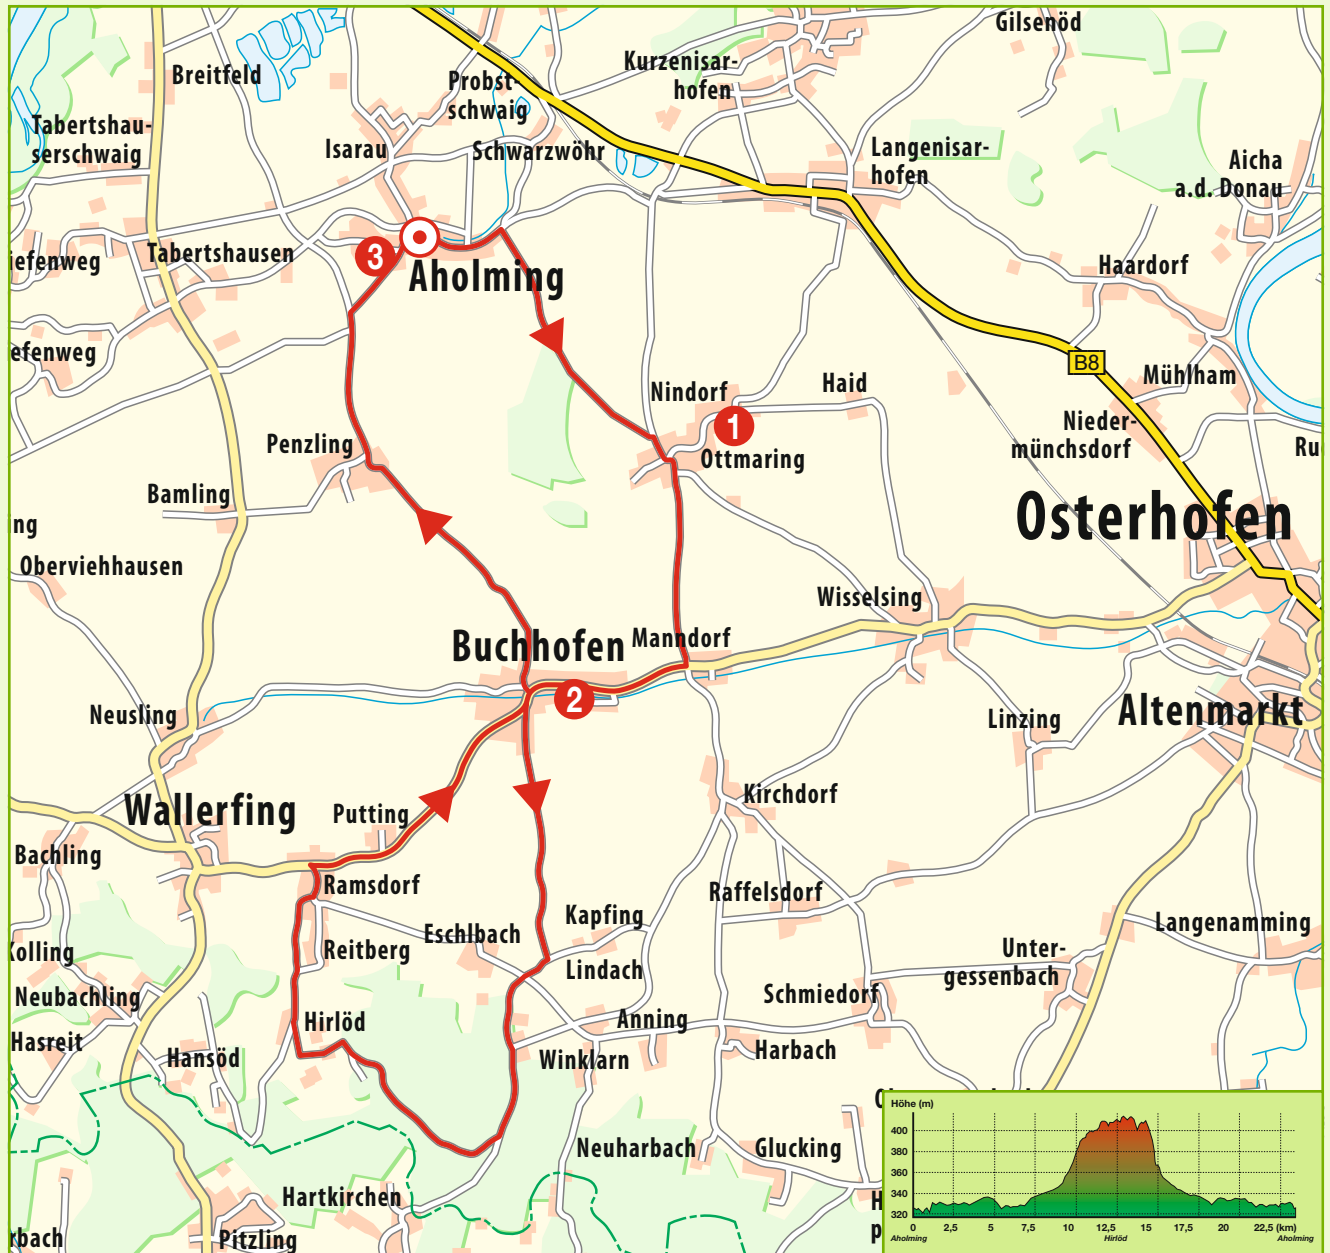 Gilsenöd
Breitfeld
Probst-
schwaig
Kurzenisar-
hofen
Tabertshau-
serschwaig
Isarau
Schwarzwöhr
Langenisar-
hofen
Aicha
a.d. Donau
iefenweg
Tabertshausen
3
Aholming
Haardorf
efenweg
B8
Mühlham
Nindorf
Haid
1
Ottmaring
Nieder-
münchsdorf
Ru
Penzling
Bamling
ing
Osterhofen
Oberviehhausen
Wisselsing
Buchhofen
Manndorf
2
Neusling
Linzing
Altenmarkt
Wallerfing
Putting
Kirchdorf
Bachling
Ramsdorf
Raffelsdorf
Kapfing
Eschlbach
Langenamming
Kolling
Reitberg
Lindach
Unter-
gessenbach
Neubachling
Schmiedorf
Hirlöd
Anning
Hasreit
Hansöd
Winklarn
Harbach
Neuharbach
Glucking
Hartkirchen
H
p
rbach
Pitzling
Höhe (m)
400
380
360
340
320
0 2,5 5 7,5 10 12,5 15 17,5 20 22,5 (km)
Aholming Hirlöd Aholming